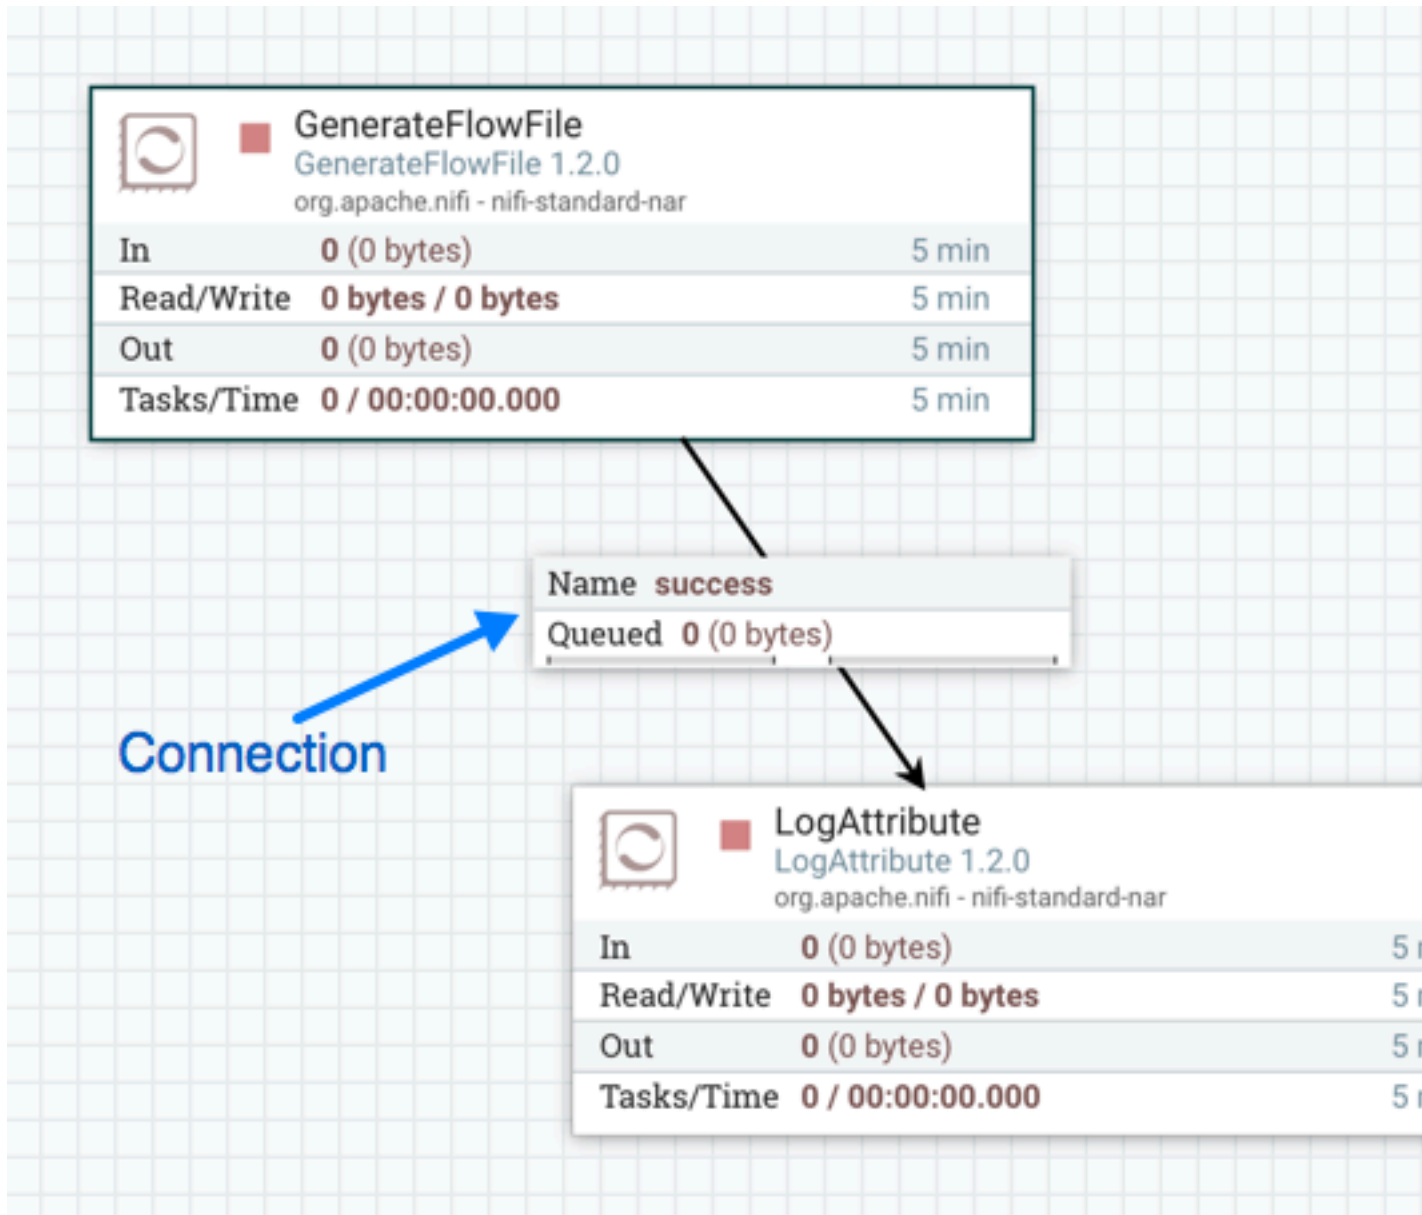 GenerateFlowFile
GenerateFlowFile 1.2.0
org.apache.nifi - nifi-standard-nar
In 0 (0 bytes) 5 min
Read/Write 0 bytes / 0 bytes 5 min
Out 0 (0 bytes) 5 min
Tasks/Time 0 / 00:00:00.000 5 min
Name success
Queued 0 (0 bytes)
Connection
LogAttribute
LogAttribute 1.2.0
org.apache.nifi - nifi-standard-nar
In 0 (0 bytes) 5
Read/Write 0 bytes / 0 bytes 5
Out 0 (0 bytes) 5
Tasks/Time 0 / 00:00:00.000 5